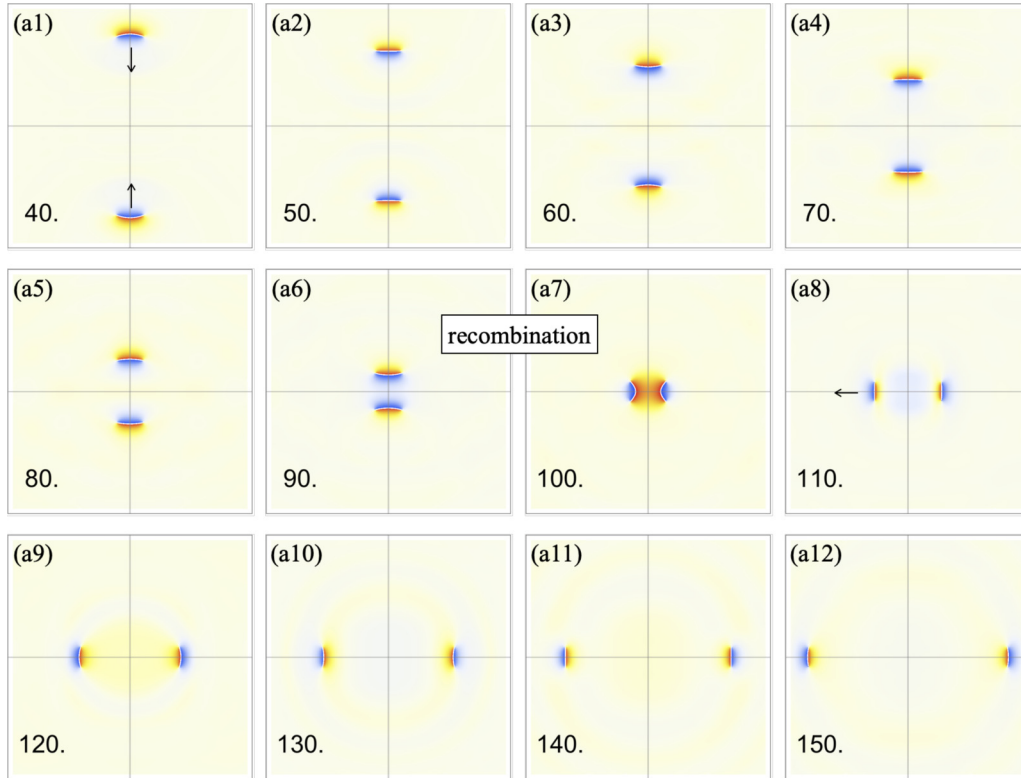 (a1)
40.
(a2)
50.
(a3)
60.
(a4)
70.
(a5)
80.
(a6)
90.
recombination
(a7)
100.
(a8)
110.
(a9)
120.
(a10)
130.
(a11)
140.
(a12)
150.